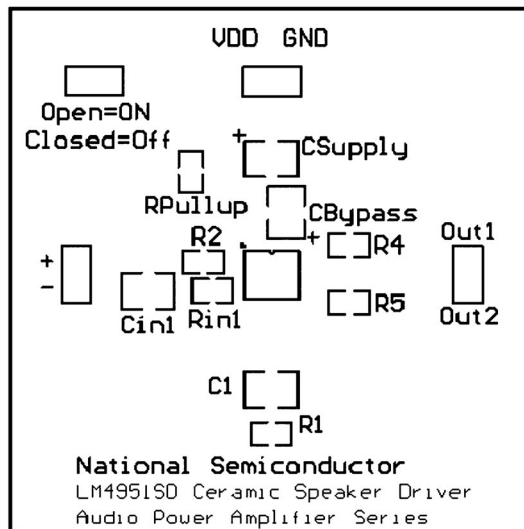 VDD GND
Open=ON
Closed=Off
+
CSupply
RPullup
CBypass
+
R2
R4
Out1
+
-
Cin1
Rin1
R5
Out2
C1
R1
National Semiconductor
LM4951SD Ceramic Speaker Driver
Audio Power Amplifier Series